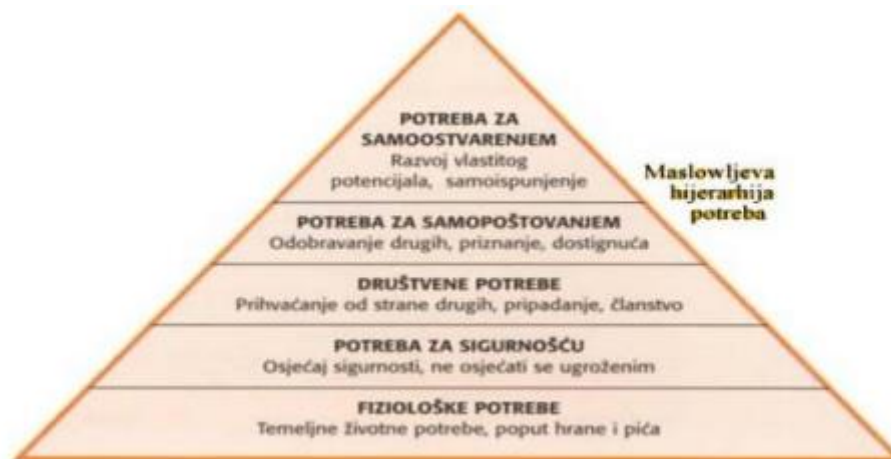 POTREBA ZA
SAMOOSTVARENJEM
Razvoj vlastitog
potencijala, samoispunjenje
Maslowljeva
hijerarhija
potreba
POTREBA ZA SAMOPOŠTOVANJEM
Odobravanje drugih, priznanje, dostignuća
DRUŠTVENE POTREBE
Prihvaćanje od strane drugih, pripadanje, članstvo
POTREBA ZA SIGURNOŠĆU
Osjećaj sigurnosti, ne osjećati se ugroženim
FIZIOLOŠKE POTREBE
Temeljne životne potrebe, poput hrane i pića